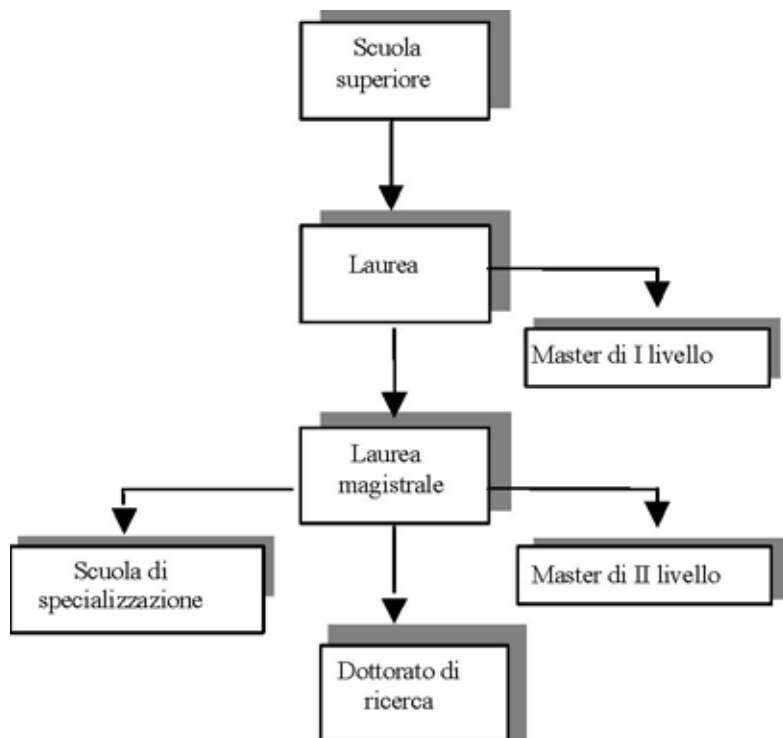 Scuola
superiore
Laurea
Master di I livello
Laurea
magistrale
Scuola di
specializzazione
Master di II livello
Dottorato di
ricerca